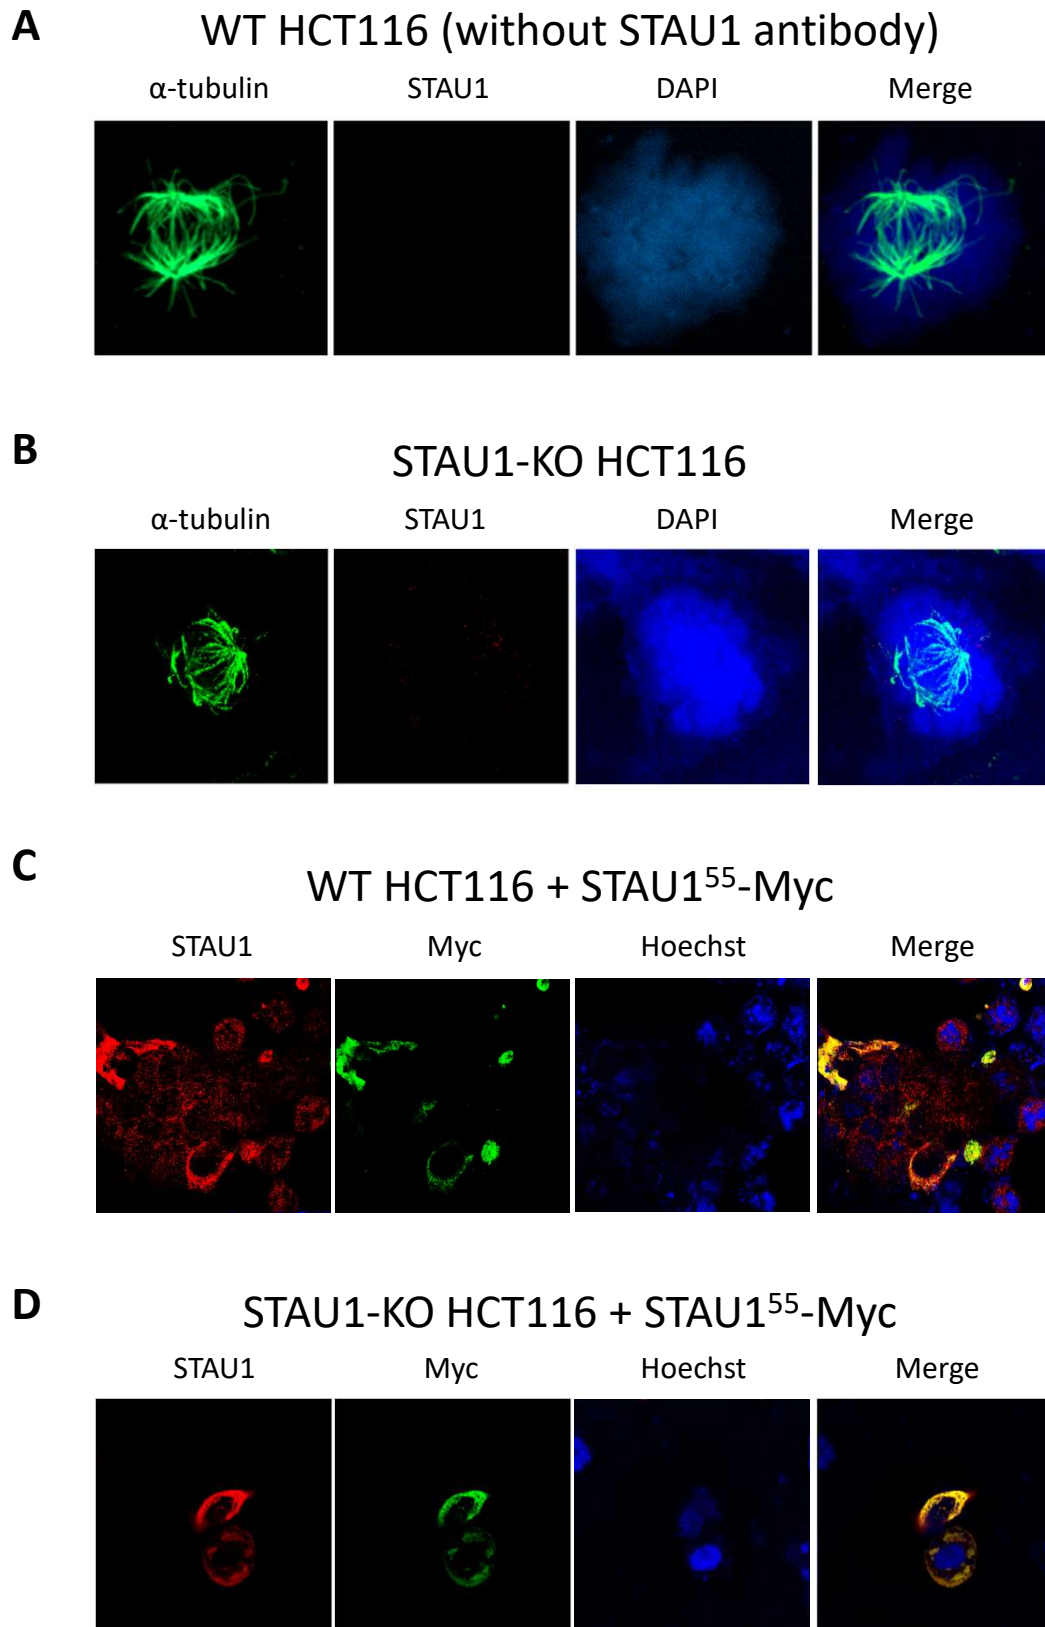 A WT HCT116 (without STAU1 antibody)
α-tubulin STAU1 DAPI Merge
B STAU1-KO HCT116
α-tubulin STAU1 DAPI Merge
C WT HCT116 + STAU1⁵⁵-Myc
STAU1 Myc Hoechst Merge
D STAU1-KO HCT116 + STAU1⁵⁵-Myc
STAU1 Myc Hoechst Merge